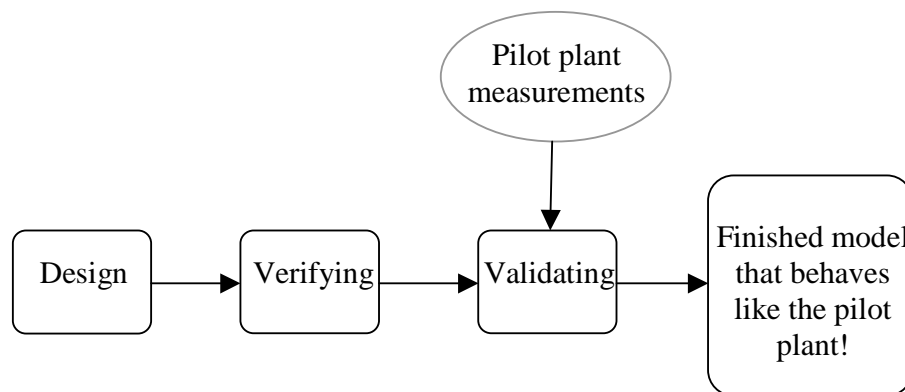 Pilot plant
measurements
Design
Verifying
Validating
Finished model
that behaves
like the pilot
plant!